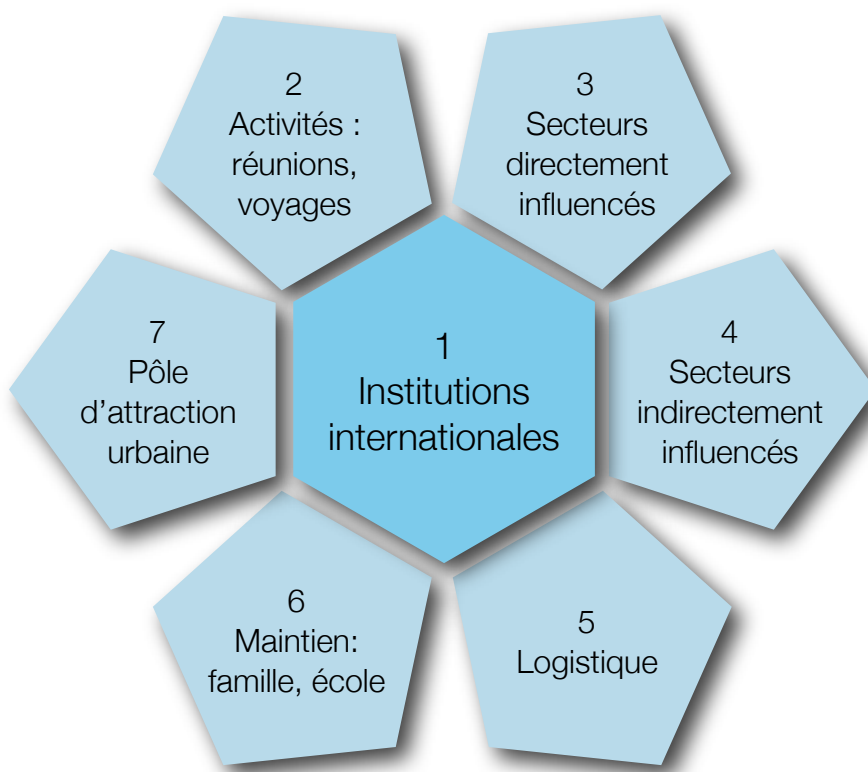 1
Institutions
internationales
2
Activités :
réunions,
voyages
3
Secteurs
directement
influencés
4
Secteurs
indirectement
influencés
5
Logistique
6
Maintien:
famille, école
7
Pôle
d’attraction
urbaine